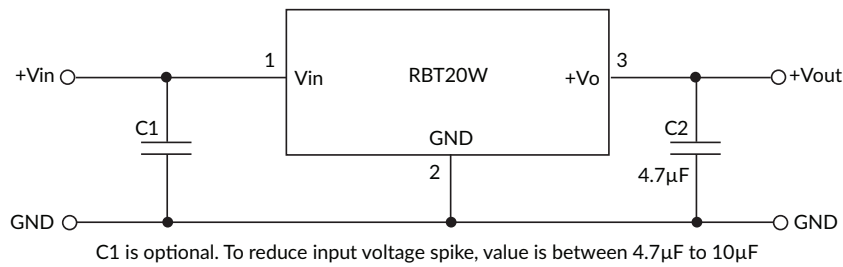 1
3
+Vin
Vin
RBT20W
+Vo
+Vout
C1
C2
GND
2
4.7µF
GND
GND
C1 is optional. To reduce input voltage spike, value is between 4.7µF to 10µF